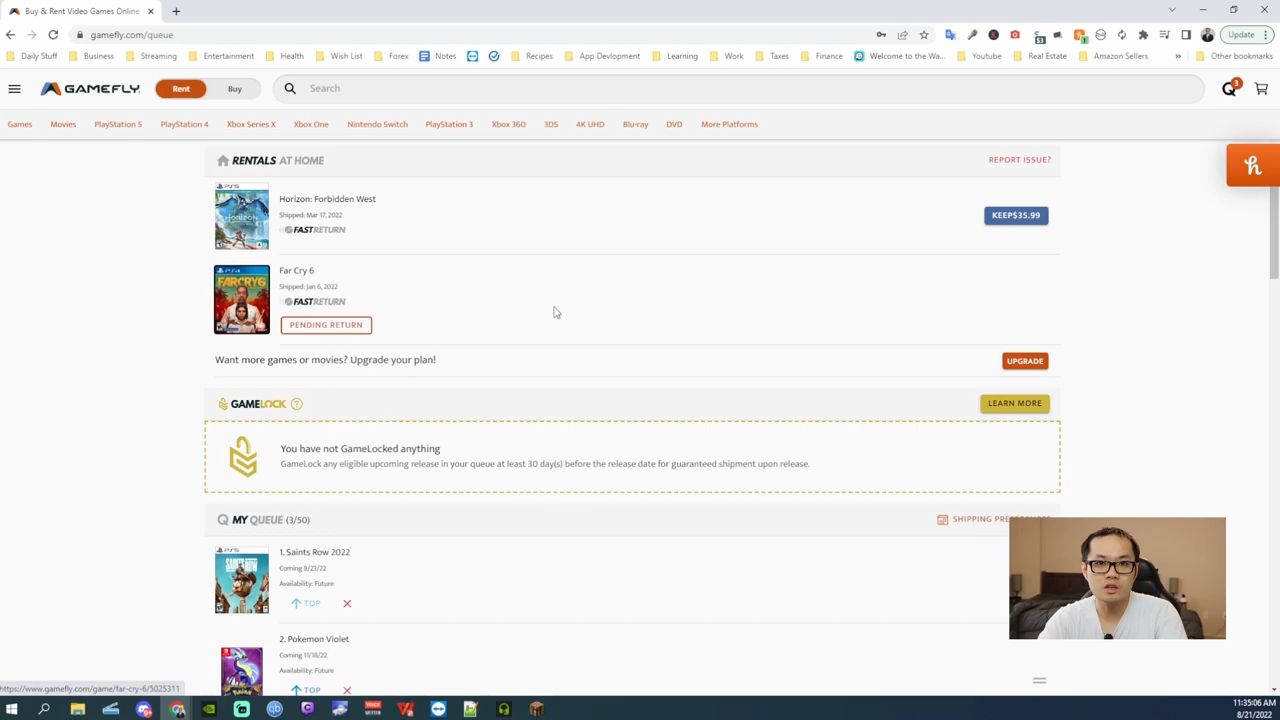 Buy & Rent Video Games Online
gamefly.com/queue
Update
Daily Stuff Business Streaming Entertainment Health Wish List Forex Notes Recipes App Devlopment Learning Work Taxes Finance Welcome to the Wa... Youtube Real Estate Amazon Sellers » Other bookmarks
GAMEFLY Rent Buy Search Q 3
Games Movies PlayStation 5 PlayStation 4 Xbox Series X Xbox One Nintendo Switch PlayStation 3 Xbox 360 3DS 4K UHD Blu-ray DVD More Platforms
RENTALS AT HOME REPORT ISSUE?
h
Horizon: Forbidden West
Shipped: Mar 17, 2022
FASTRETURN
KEEP$35.99
PS5
HORIZON
Far Cry 6
Shipped: Jan 6, 2022
FASTRETURN
PENDING RETURN
PS4
FARCRY6
Want more games or movies? Upgrade your plan! UPGRADE
GAMELOCK ? LEARN MORE
You have not GameLocked anything
GameLock any eligible upcoming release in your queue at least 30 day(s) before the release date for guaranteed shipment upon release.
Q MY QUEUE (3/50)
1. Saints Row 2022
Coming 8/23/22
Availability: Future
TOP
PS5
SAINTS ROW
2. Pokemon Violet
Coming 11/18/22
Availability: Future
TOP
https://www.gamefly.com/game/far-cry-6/5025311
11:35:06 AM
8/21/2022